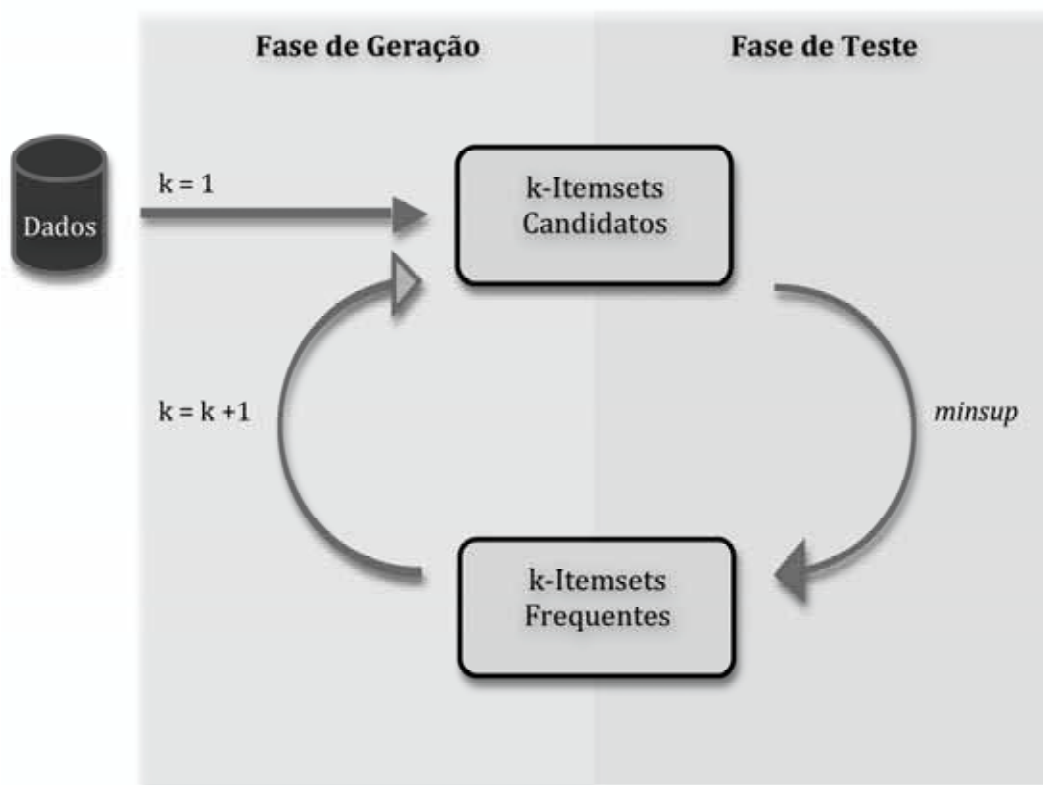 Fase de Geração
Fase de Teste
Dados
k = 1
k-Itemsets
Candidatos
k = k +1
minsup
k-Itemsets
Frequentes